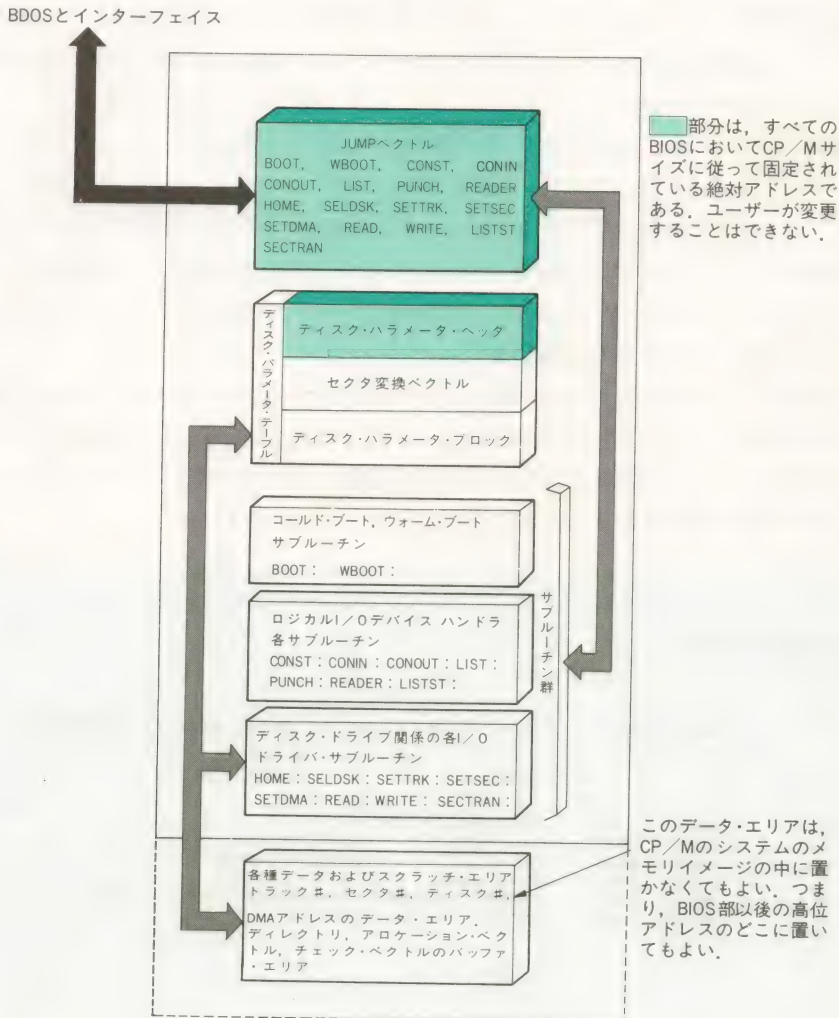 BDOSとインターフェイス
JUMPベクトル
BOOT, WBOOT, CONST, CONIN
CONOUT, LIST, PUNCH, READER
HOME, SELDSK, SETTRK, SETSEC
SETDMA, READ, WRITE, LISTST
SECTRAN
部分は，すべての
BIOSにおいてCP／Mサ
イズに従って固定され
ている絶対アドレスで
ある．ユーザーが変更
することはできない．
ディスク・パラメータ・テーブル
ディスク・パラメータ・ヘッダ
セクタ変換ベクトル
ディスク・パラメータ・ブロック
コールド・ブート，ウォーム・ブート
サブルーチン
BOOT： WBOOT：
ロジカルI／Oデバイス ハンドラ
各サブルーチン
CONST：CONIN：CONOUT：LIST：
PUNCH：READER：LISTST：
サブルーチン群
ディスク・ドライブ関係の各I／O
ドライバ・サブルーチン
HOME：SELDSK：SETTRK：SETSEC：
SETDMA：READ：WRITE：SECTRAN：
各種データおよびスクラッチ・エリア
トラック＃，セクタ＃，ディスク＃，
DMAアドレスのデータ・エリア．
ディレクトリ，アロケーション・ベク
トル，チェック・ベクトルのバッファ
・エリア
このデータ・エリアは，
CP／Mのシステムのメ
モリイメージの中に置
かなくてもよい．つま
り，BIOS部以後の高位
アドレスのどこに置い
てもよい．